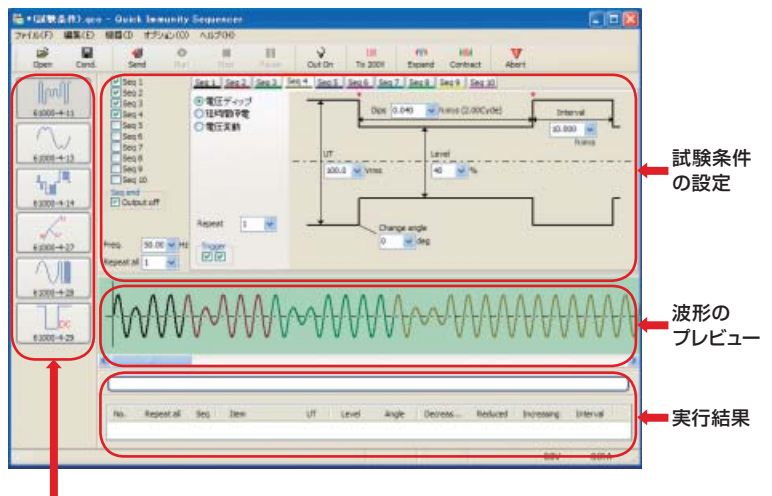 *(試験条件).qco - Quick Immunity Sequencer
ファイル(F) 編集(E) 機器(I) オプション(O) ヘルプ(H)
Open Cond. Send Run Stop Pause Out On To 200V Expand Contract Abort
61000-4-11
61000-4-13
61000-4-14
61000-4-27
61000-4-28
61000-4-29
DC
Seq 1
Seq 2
Seq 3
Seq 4
Seq 5
Seq 6
Seq 7
Seq 8
Seq 9
Seq 10
Seq end
Output off
Freq. 50.00 Hz
Repeat all 1
Seq 1 Seq 2 Seq 3 Seq 4 Seq 5 Seq 6 Seq 7 Seq 8 Seq 9 Seq 10
電圧ディップ
短時間停電
電圧変動
Repeat 1
Trigger
Dips 0.040 (2.00Cycle)
Interval
10.000
UT
100.0 Vrms
Level
40 %
Change angle
0 deg
No. Repeat all Seq Item UT Level Angle Decreas... Reduced Increasing Interval
試験条件
の設定
波形の
プレビュー
実行結果